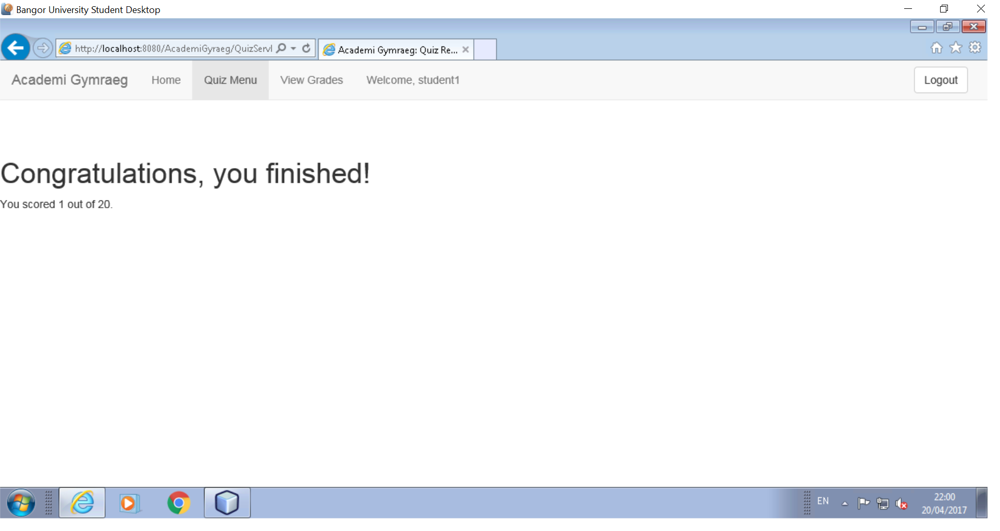 Bangor University Student Desktop
http://localhost:8080/AcademiGyraeg/QuizServl
Academi Gymraeg: Quiz Re...
Academi Gymraeg Home Quiz Menu View Grades Welcome, student1 Logout
Congratulations, you finished!
You scored 1 out of 20.
EN
22:00
20/04/2017